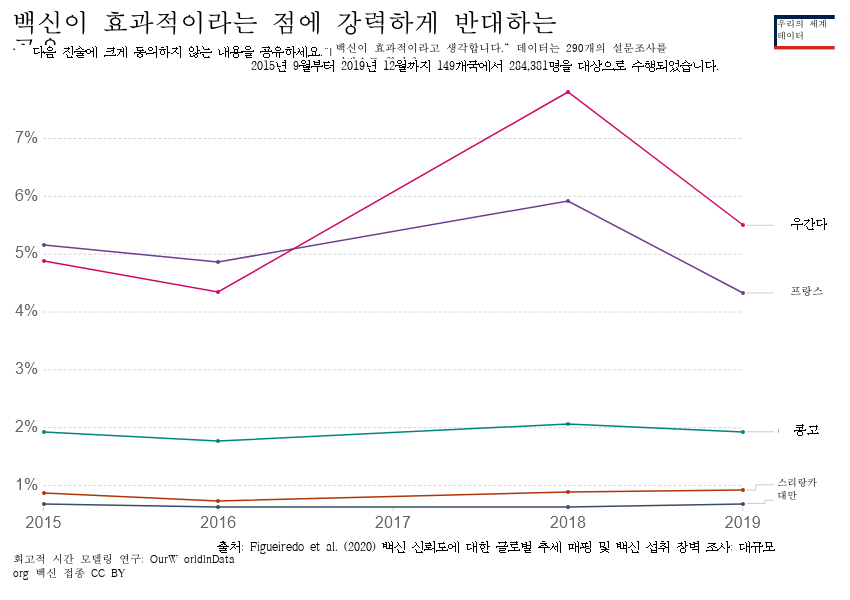 백신이 효과적이라는 점에 강력하게 반대하는
다음 진술에 크게 동의하지 않는 내용을 공유하세요.
백신이 효과적이라고 생각합니다.“ 데이터는 290개의 설문조사를
2015년 9월부터 2019년 12월까지 149개국에서 284,381명을 대상으로 수행되었습니다.
우리의 세계
데이터
7%
6%
5%
4%
3%
2%
1%
우간다
프랑스
콩고
스리랑카
대만
2015 2016 2017 2018 2019
출처: Figueiredo et al. (2020) 백신 신뢰도에 대한 글로벌 추세 매핑 및 백신 섭취 장벽 조사: 대규모
회고적 시간 모델링 연구: OurW orldInData
org 백신 접종 CC BY